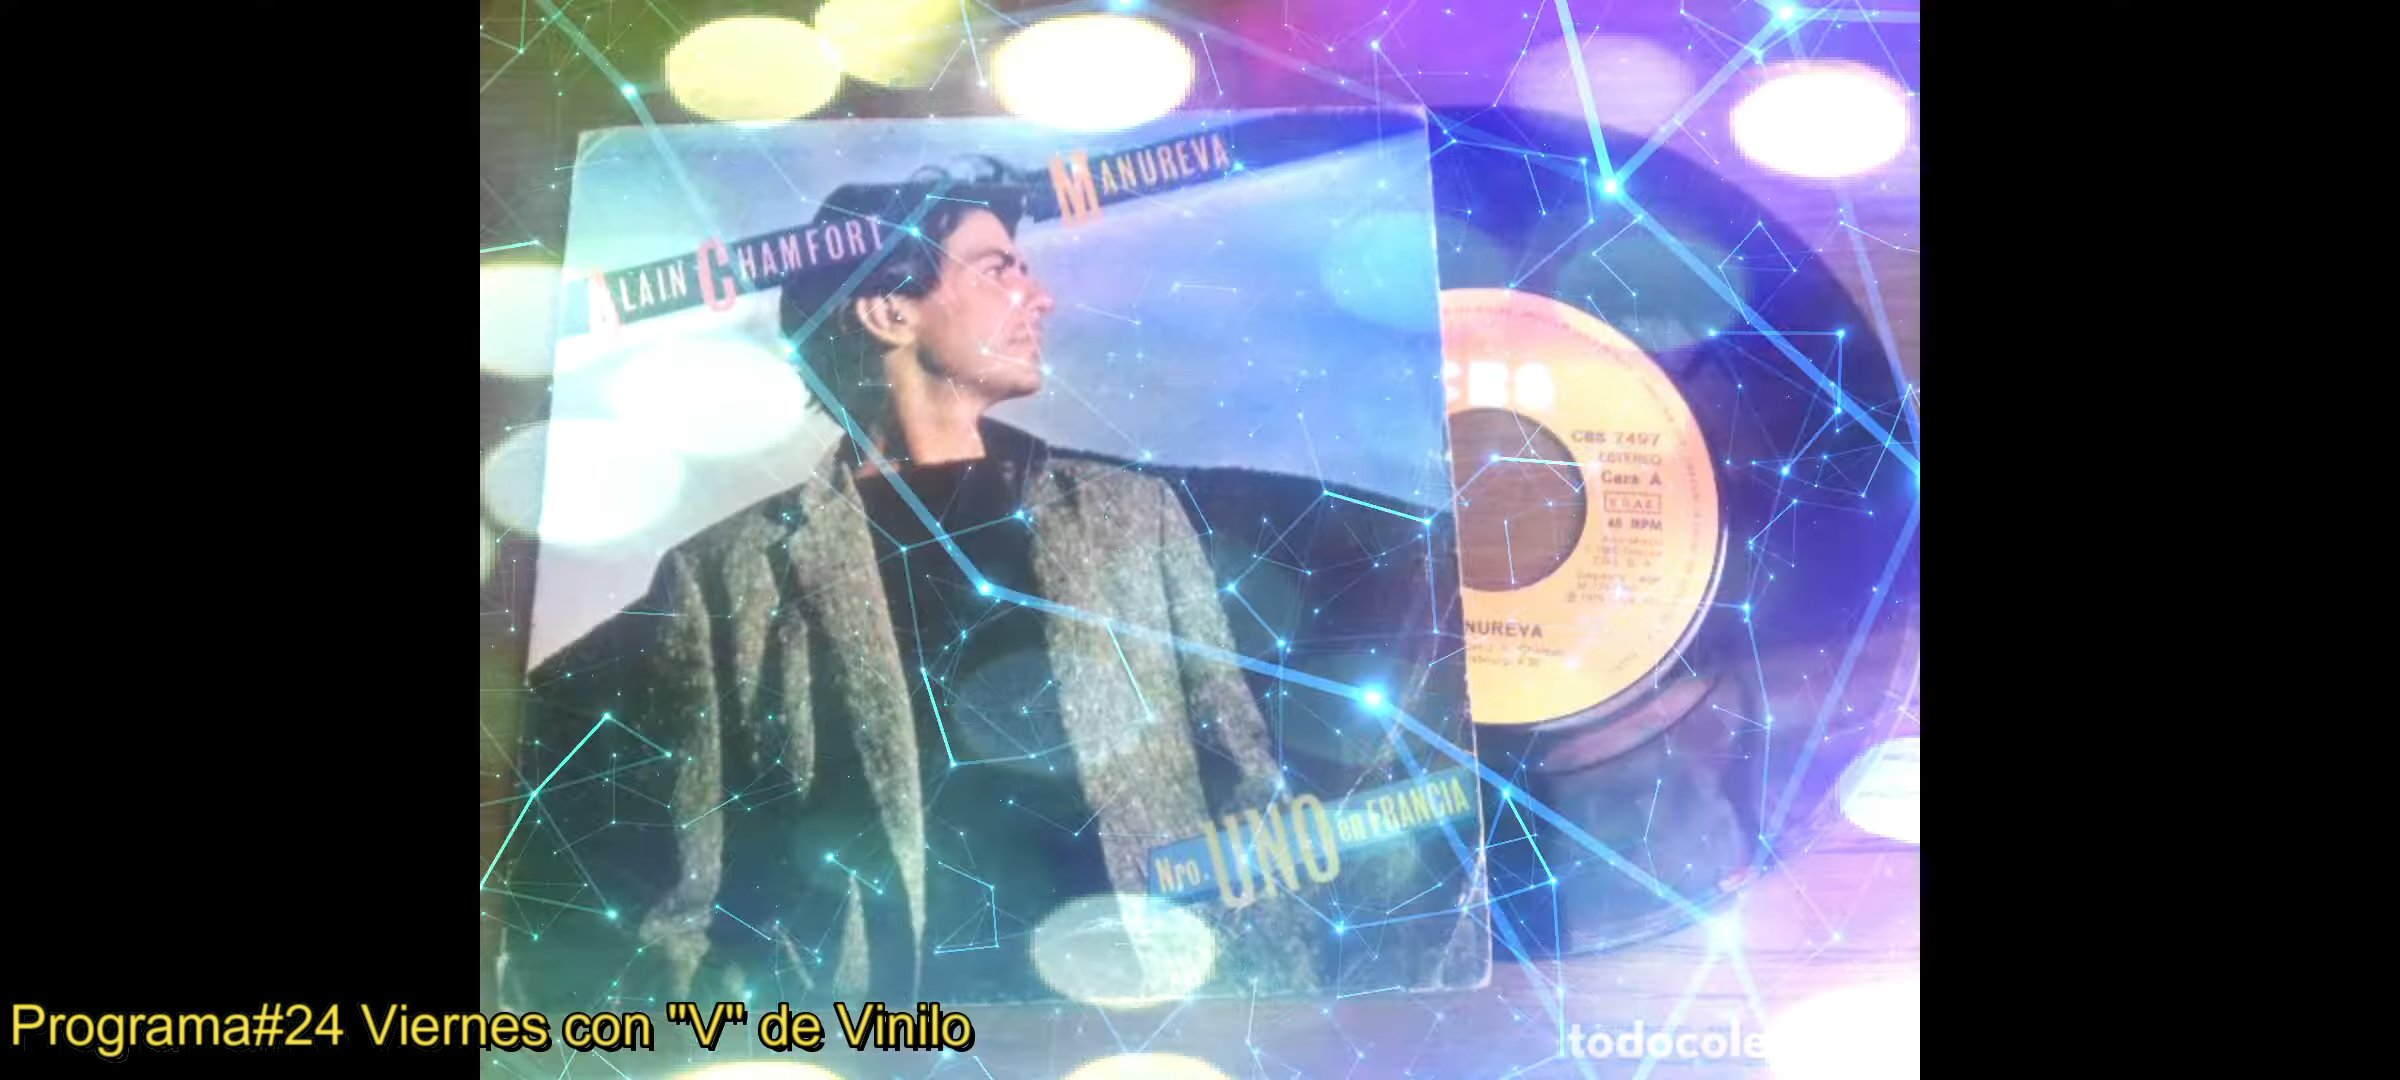 ALAIN CHAMFORT
MANUREVA
CBS
CBS 7497
ESTEREO
Cara A
45 RPM
NUREVA
Nro. UNO en FRANCIA
Programa#24 Viernes con "V" de Vinilo
todocole